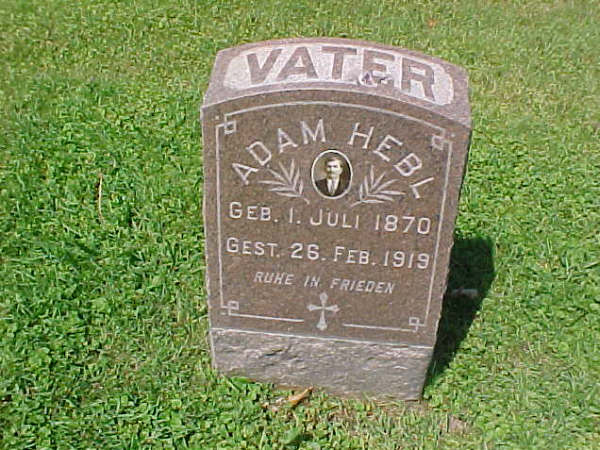 VATER
ADAM HEBL
GEB. 1. JULI 1870
GEST. 26. FEB. 1919
RUHE IN FRIEDEN